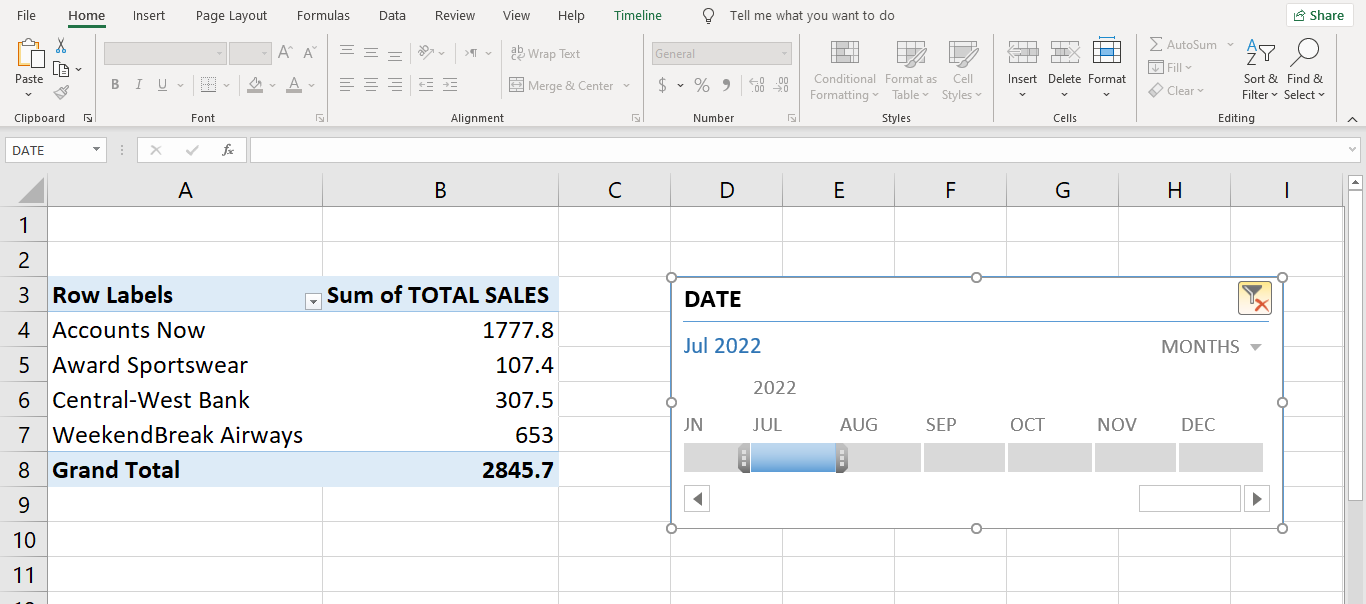 File Home Insert Page Layout Formulas Data Review View Help Timeline Tell me what you want to do Share
Paste
Clipboard
B I U A
A A
Font
ab Wrap Text
Merge & Center
Alignment
General
$ % 9 .00 .00
Number
Conditional Formatting
Format as Table
Cell Styles
Styles
Insert Delete Format
Cells
AutoSum
Fill
Clear
Sort & Filter
Find & Select
Editing
DATE fx
A B C D E F G H I
1
2
3 Row Labels Sum of TOTAL SALES
4 Accounts Now 1777.8
5 Award Sportswear 107.4
6 Central-West Bank 307.5
7 WeekendBreak Airways 653
8 Grand Total 2845.7
9
10
11
DATE
Jul 2022 MONTHS
2022
JN JUL AUG SEP OCT NOV DEC